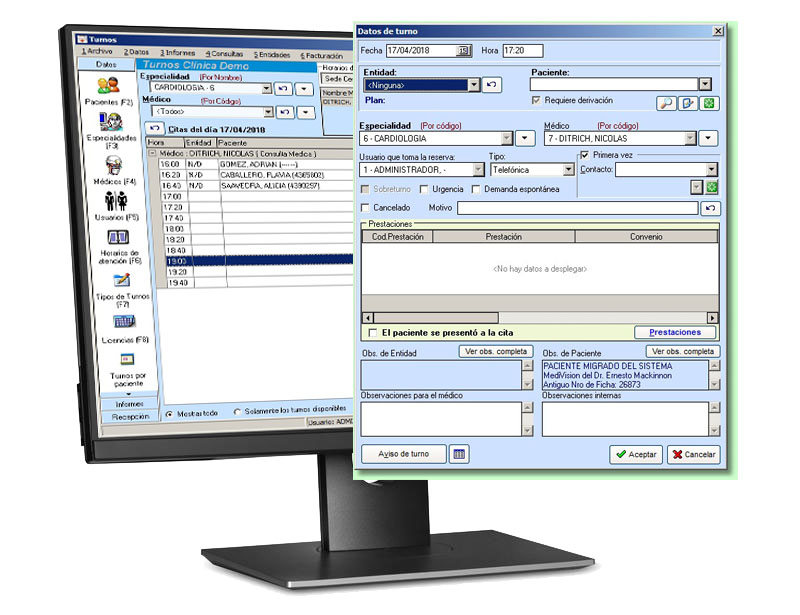 Turnos
1 Archivo 2 Datos 3 Informes 4 Consultas 5 Entidades 6 Facturación
Datos
Turnos Clínica Demo
Especialidad (Por Nombre)
CARDIOLOGIA - 6
Sede Ce
Nombre M
DITRICH,
Médico (Por Código)
<Todos>
Citas del día 17/04/2018
Hora Entidad Paciente
Médico : DITRICH, NICOLAS ( Consulta Medica )
16:00 N/D GOMEZ, ADRIAN (------)
16:20 N/D CABALLERO, FLAVIA (4365802)
16:40 N/D SAAVEDRA, ALICIA (4390297)
17:00
17:20
17:40
18:00
18:20
18:40
19:00
19:20
19:40
Pacientes (F2)
Especialidades (F3)
Médicos (F4)
Usuarios (F5)
Horarios de
atención (F6)
Tipos de Turnos
(F7)
Licencias (F8)
Turnos por
paciente
Informes
Recepción
Mostrar todo Solamente los turnos disponibles
Usuario: ADMI
Datos de turno
Fecha 17/04/2018 15 Hora 17:20
Entidad: Paciente:
<Ninguna>
Plan: Requiere derivación
Especialidad (Por código) Médico (Por código)
6 - CARDIOLOGIA 7 - DITRICH, NICOLAS
Usuario que toma la reserva: Tipo: Primera vez
1 - ADMINISTRADOR, - Telefónica Contacto:
Sobreturno Urgencia Demanda espontánea
Cancelado Motivo
Prestaciones
Cod.Prestación Prestación Convenio
<No hay datos a desplegar>
El paciente se presentó a la cita Prestaciones
Obs. de Entidad Ver obs. completa Obs. de Paciente Ver obs. completa
PACIENTE MIGRADO DEL SISTEMA
MedVision del Dr. Ernesto Mackinnon
Antiguo Nro de Ficha: 26873
Observaciones para el médico Observaciones internas
Aviso de turno Aceptar Cancelar